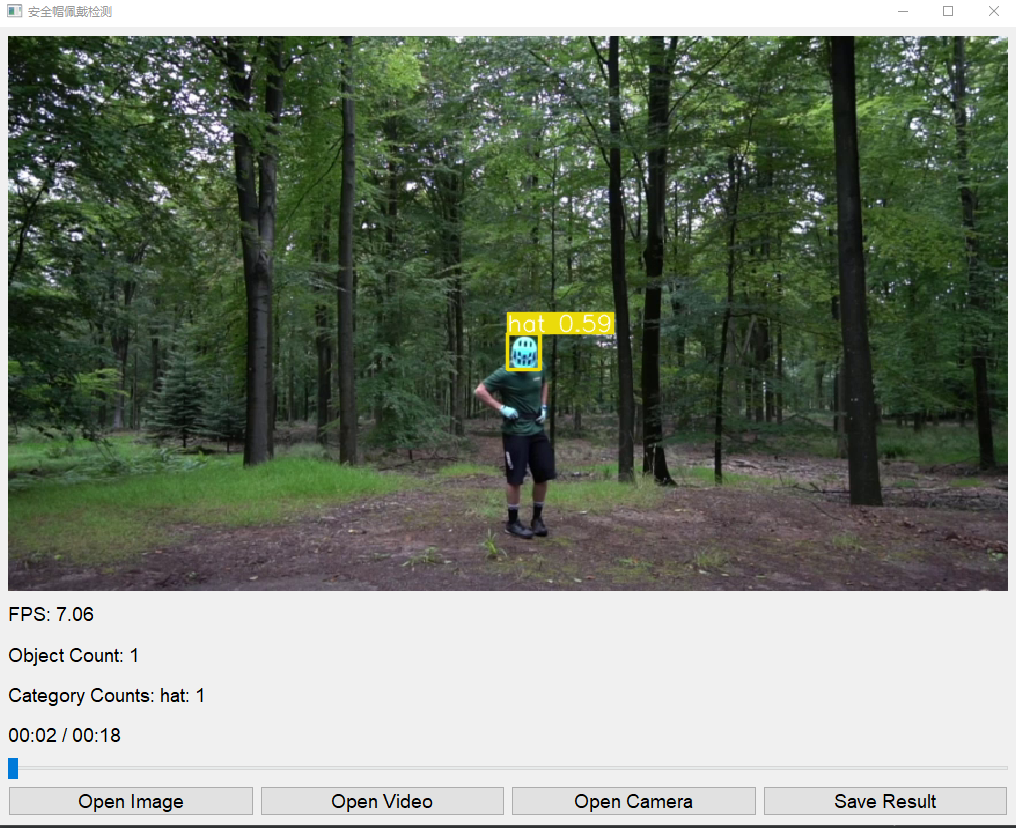 安全帽佩戴检测
hat 0.59
FPS: 7.06
Object Count: 1
Category Counts: hat: 1
00:02 / 00:18
Open Image
Open Video
Open Camera
Save Result